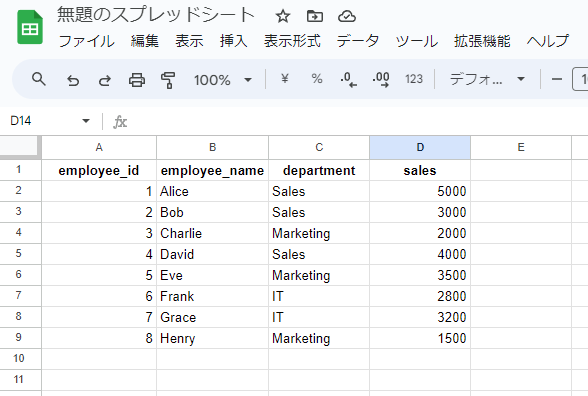 無題のスプレッドシート
ファイル 編集 表示 挿入 表示形式 データ ツール 拡張機能 ヘルプ
100% ¥ % .0 .00 123 デフォ...
D14 fx
A B C D E
1 employee_id employee_name department sales
2 1 Alice Sales 5000
3 2 Bob Sales 3000
4 3 Charlie Marketing 2000
5 4 David Sales 4000
6 5 Eve Marketing 3500
7 6 Frank IT 2800
8 7 Grace IT 3200
9 8 Henry Marketing 1500
10
11